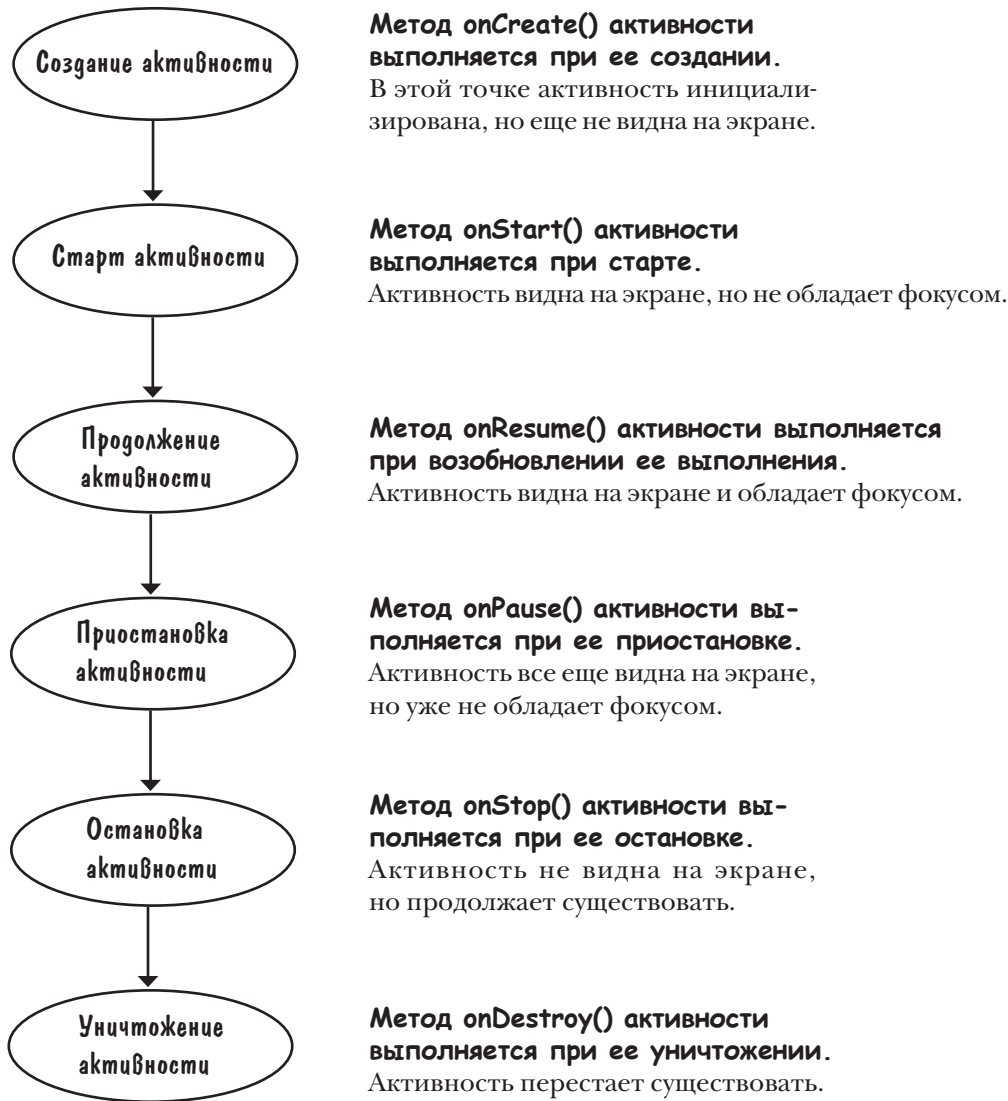 Создание активности
Метод onCreate() активности
выполняется при ее создании.
В этой точке активность инициали-
зирована, но еще не видна на экране.
Старт активности
Метод onStart() активности
выполняется при старте.
Активность видна на экране, но не обладает фокусом.
Продолжение
активности
Метод onResume() активности выполняется
при возобновлении ее выполнения.
Активность видна на экране и обладает фокусом.
Приостановка
активности
Метод onPause() активности вы-
полняется при ее приостановке.
Активность все еще видна на экране,
но уже не обладает фокусом.
Остановка
активности
Метод onStop() активности вы-
полняется при ее остановке.
Активность не видна на экране,
но продолжает существовать.
Уничтожение
активности
Метод onDestroy() активности
выполняется при ее уничтожении.
Активность перестает существовать.